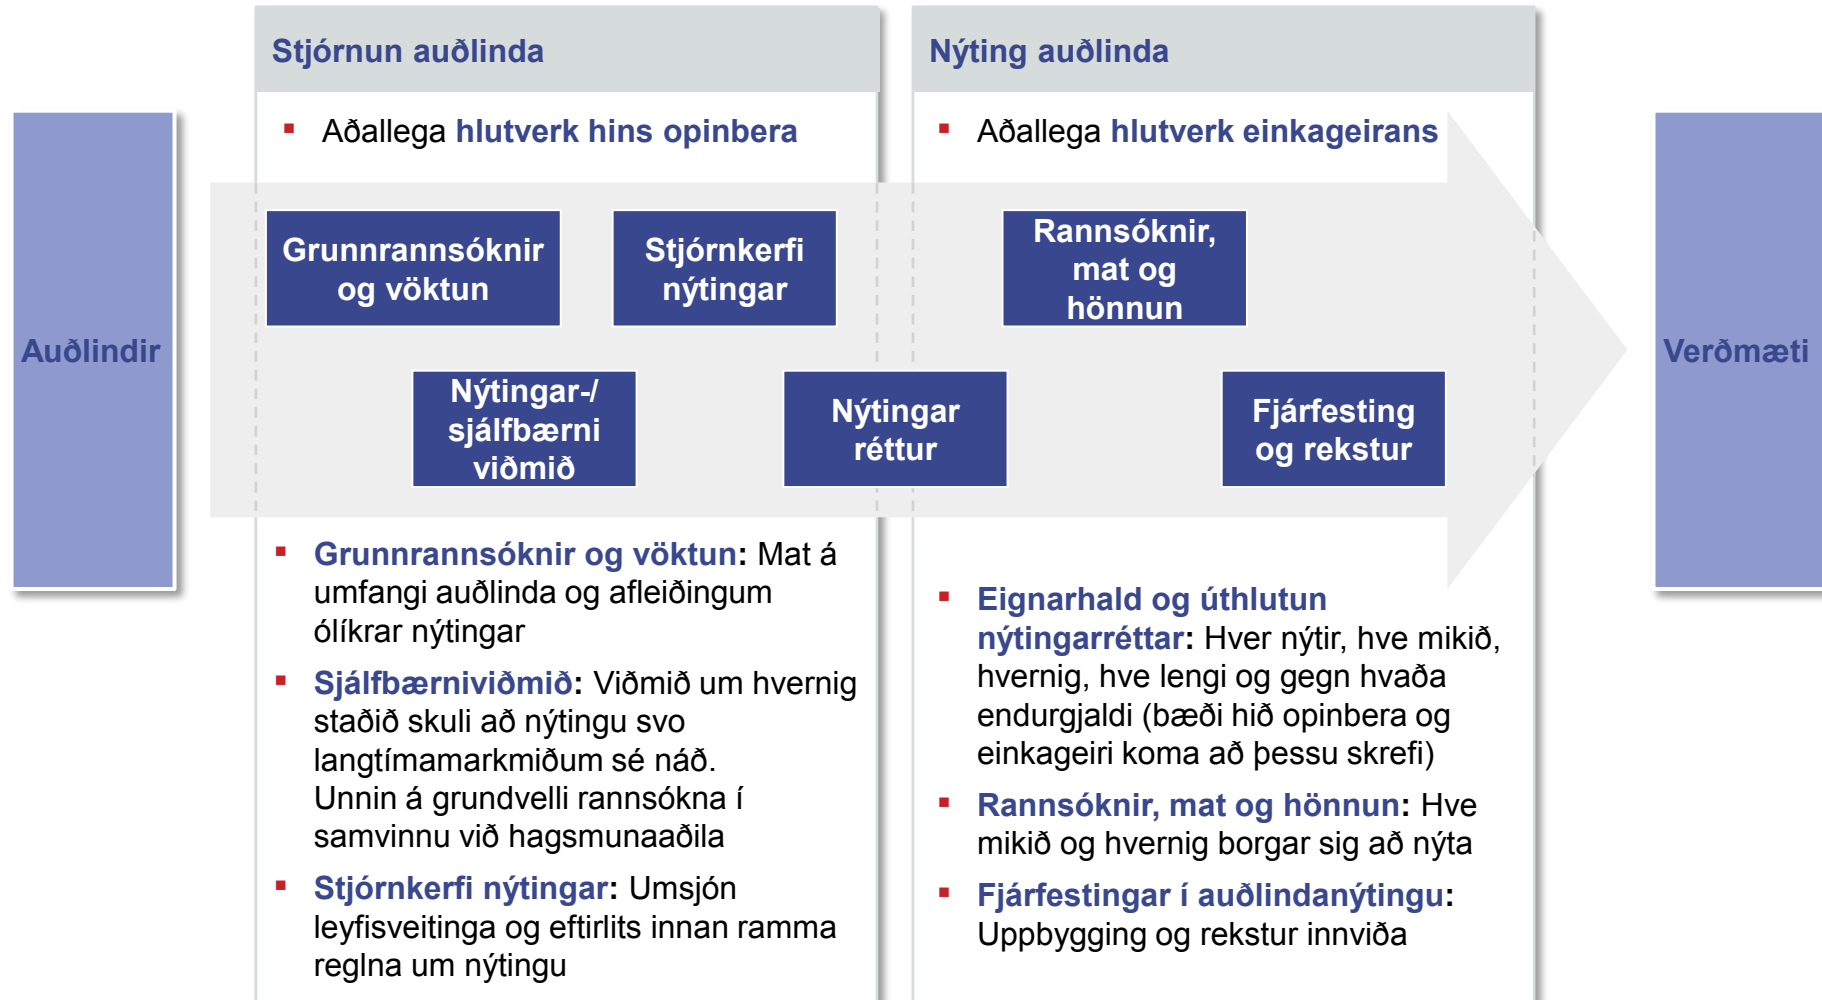 Stjórnun auðlinda
Nýting auðlinda
Auðlindir
▪ Aðallega hlutverk hins opinbera
▪ Aðallega hlutverk einkageirans
Grunnrannsóknir
og vöktun
Stjórnkerfi
nýtingar
Rannsóknir,
mat og
hönnun
Nýtingar-/
sjálfbærni
viðmið
Nýtingar
réttur
Fjárfesting
og rekstur
Verðmæti
▪ Grunnrannsóknir og vöktun: Mat á
umfangi auðlinda og afleiðingum
ólíkrar nýtingar
▪ Sjálfbærniviðmið: Viðmið um hvernig
staðið skuli að nýtingu svo
langtímamarkmiðum sé náð.
Unnin á grundvelli rannsókna í
samvinnu við hagsmunaaðila
▪ Stjórnkerfi nýtingar: Umsjón
leyfisveitinga og eftirlits innan ramma
reglna um nýtingu
▪ Eignarhald og úthlutun
nýtingarréttar: Hver nýtir, hve mikið,
hvernig, hve lengi og gegn hvaða
endurgjaldi (bæði hið opinbera og
einkageiri koma að þessu skrefi)
▪ Rannsóknir, mat og hönnun: Hve
mikið og hvernig borgar sig að nýta
▪ Fjárfestingar í auðlindanýtingu:
Uppbygging og rekstur innviða